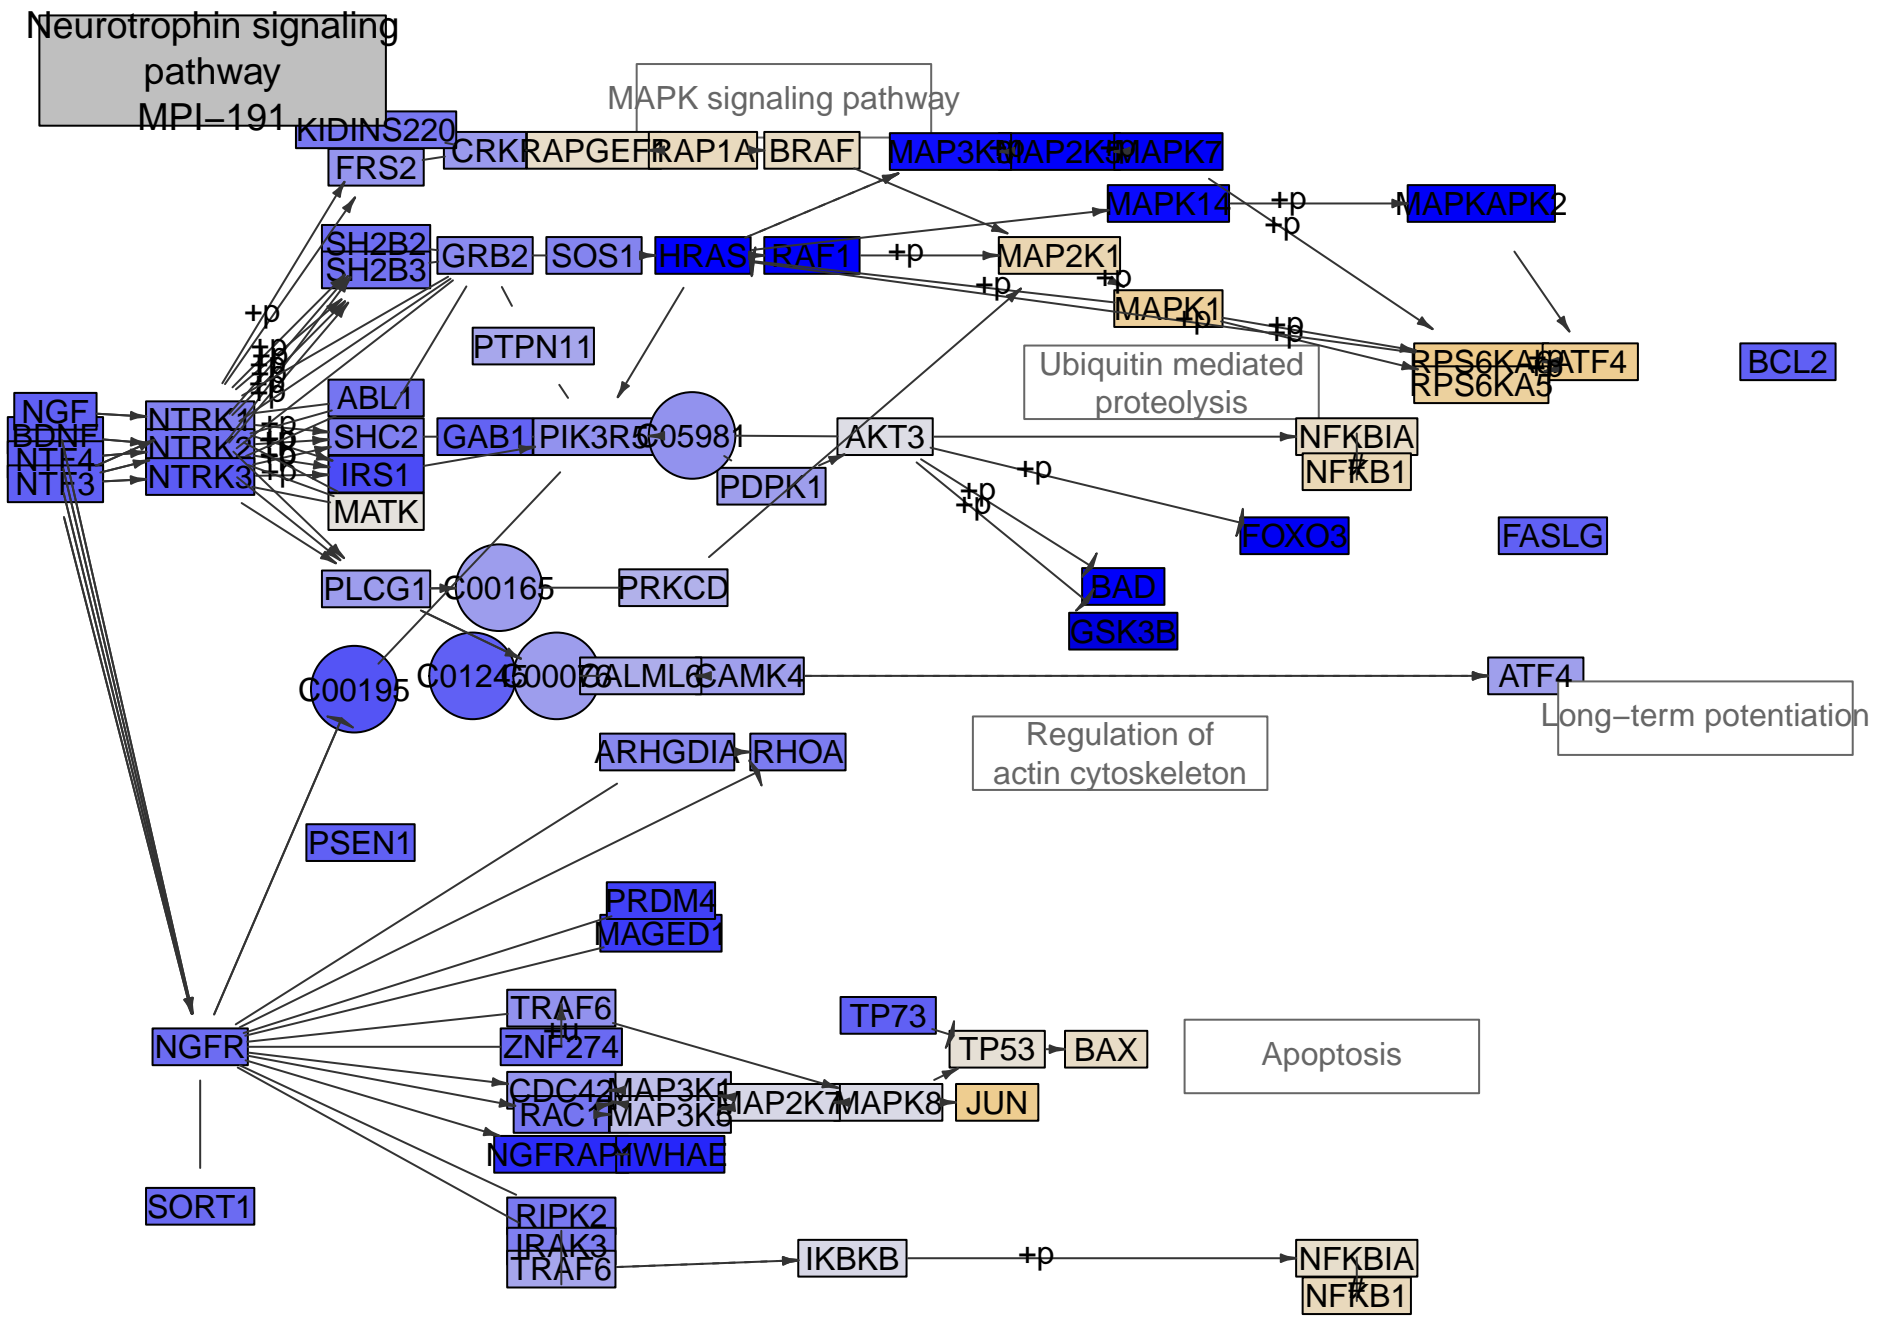 Neurotrophin signaling
pathway
MPI−191
MAPK signaling pathway
KIDINS220
FRS2
CRK
RAPGEF1
RAP1A
BRAF
MAP3K3
+p
MAP2K5
+p
MAPK7
MAPK14
+p
MAPKAPK2
+p
SH2B2
SH2B3
GRB2
SOS1
HRAS
RAF1
+p
MAP2K1
+p
+p
MAPK1
+p
+p
+p
+p
PTPN11
Ubiquitin mediated
proteolysis
RPS6KA6
RPS6KA5
+p
+p
ATF4
BCL2
+p
+p
+p
+p
+p
NGF
BDNF
NTF4
NTF3
NTRK1
NTRK2
NTRK3
+p
+p
+p
+p
ABL1
SHC2
IRS1
MATK
GAB1
PIK3R5
C05981
AKT3
PDPK1
+p
+p
+p
NFKBIA
#
NFKB1
FOXO3
FASLG
BAD
GSK3B
PLCG1
C00165
PRKCD
C00195
C01245
C00076
CALML6
CAMK4
ATF4
Long−term potentiation
Regulation of
actin cytoskeleton
ARHGDIA
RHOA
PSEN1
PRDM4
MAGED1
NGFR
TRAF6
+u
ZNF274
TP73
TP53
BAX
Apoptosis
CDC42
RAC1
MAP3K1
MAP3K5
MAP2K7
MAPK8
JUN
NGFRAP1
YWHAE
SORT1
RIPK2
IRAK3
TRAF6
IKBKB
+p
NFKBIA
#
NFKB1